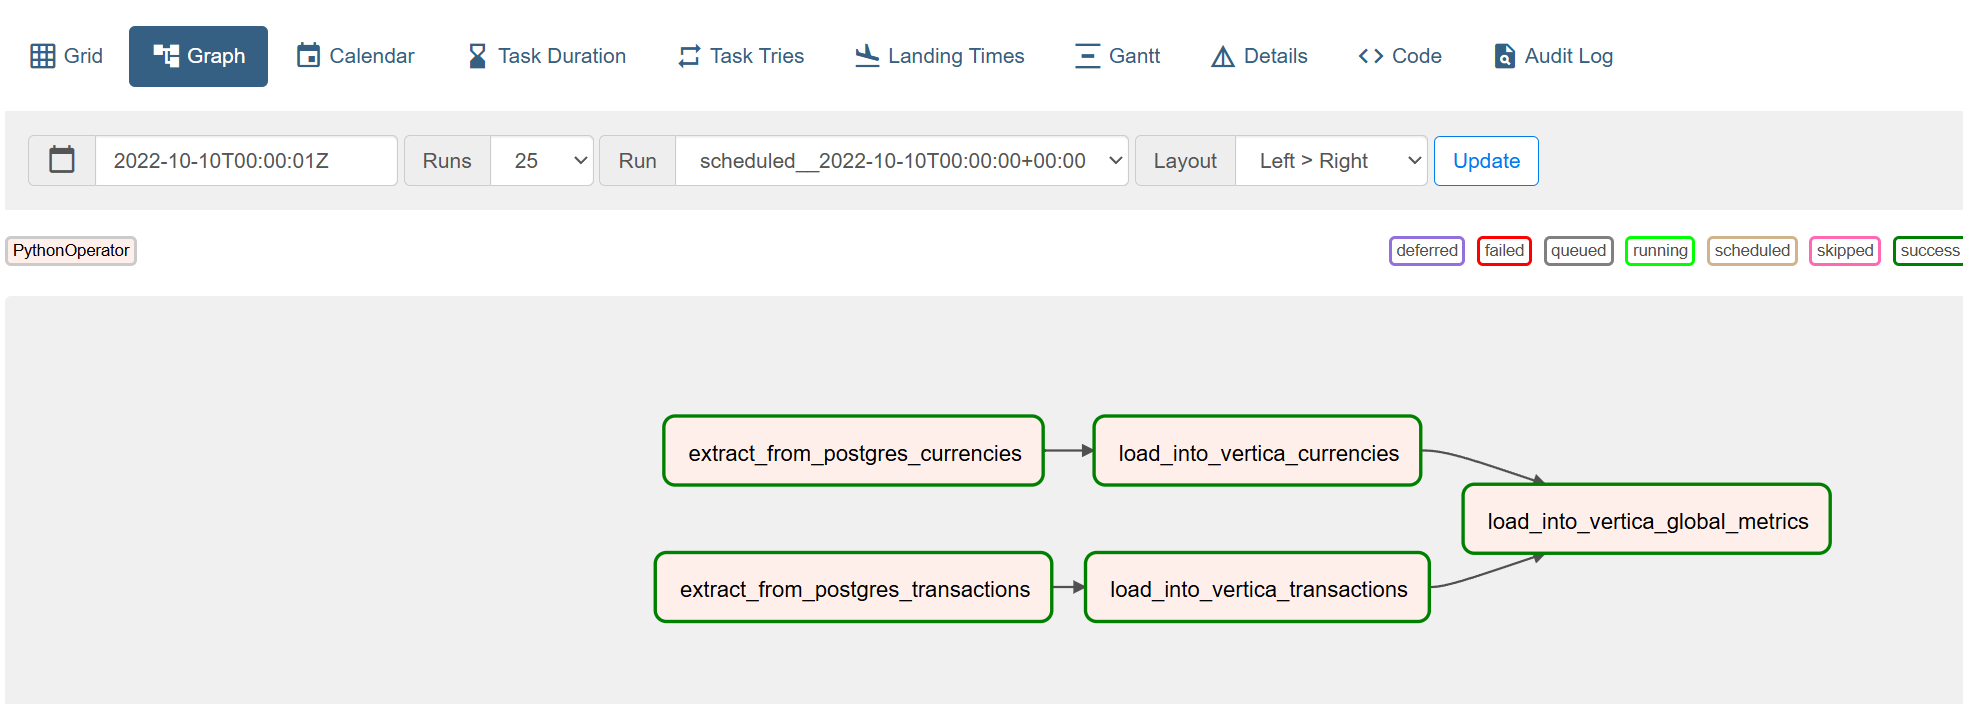 Grid Graph Calendar Task Duration Task Tries Landing Times Gantt Details Code Audit Log
2022-10-10T00:00:01Z Runs 25 Run scheduled__2022-10-10T00:00:00+00:00 Layout Left > Right Update
PythonOperator deferred failed queued running scheduled skipped success
extract_from_postgres_currencies load_into_vertica_currencies
load_into_vertica_global_metrics
extract_from_postgres_transactions load_into_vertica_transactions